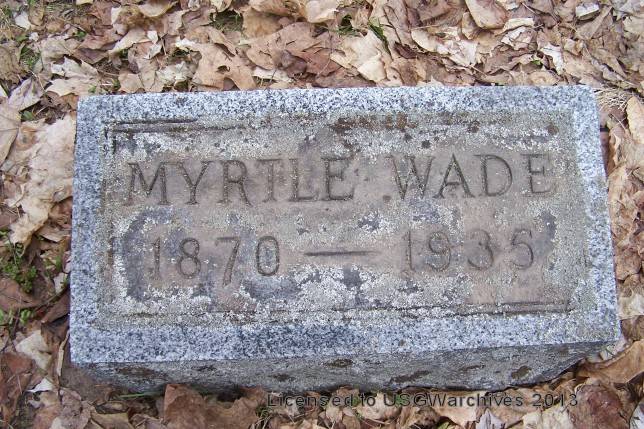 MYRTLE WADE
1870 — 1935
Licensed to USGWarchives 2013